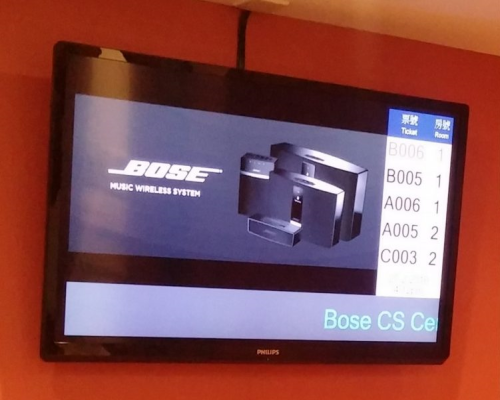 BOSE
MUSIC WIRELESS SYSTEM
票號 房號
Ticket Room
B006 1
B005 1
A006 1
A005 2
C003 2
Bose CS Ce
PHILIPS